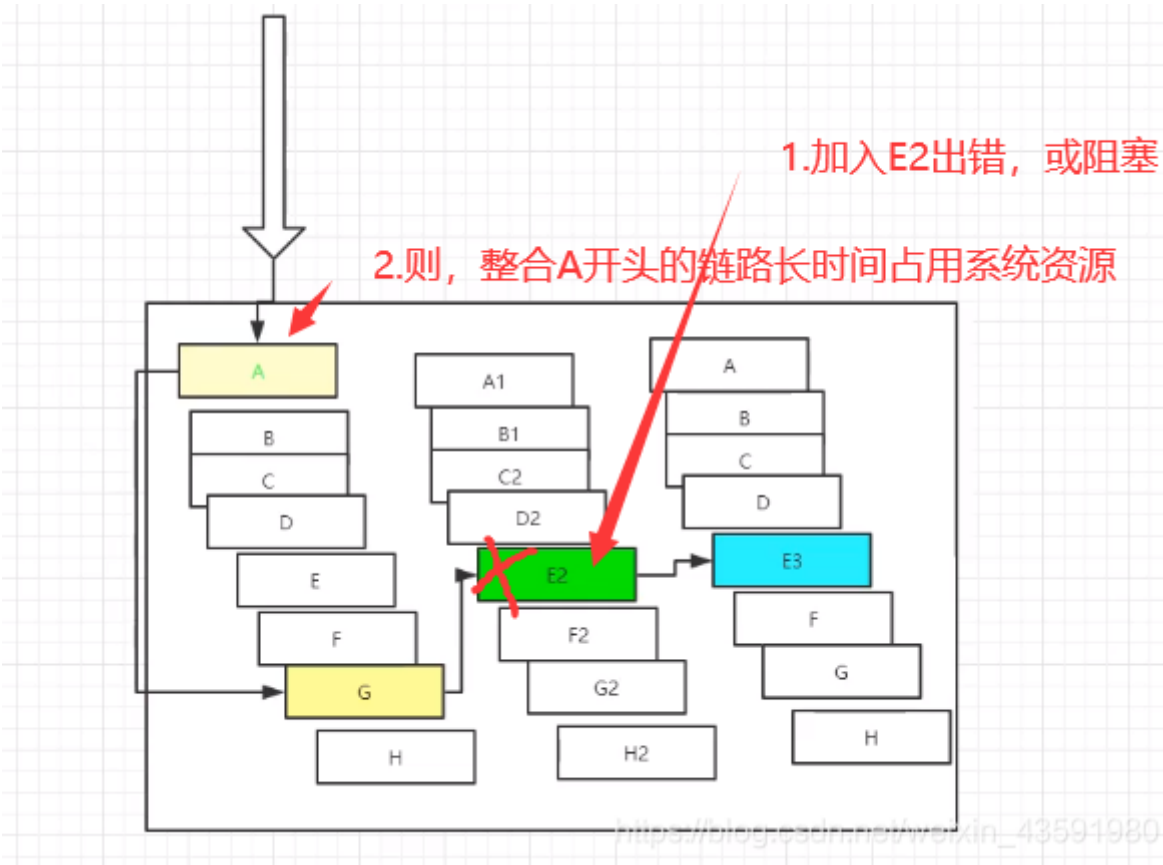 1.加入E2出错，或阻塞
2.则，整合A开头的链路长时间占用系统资源
A
B
C
D
E
F
G
H
A1
B1
C2
D2
E2
F2
G2
H2
A
B
C
D
E3
F
G
H
https://blog.csdn.net/weixin_43591980